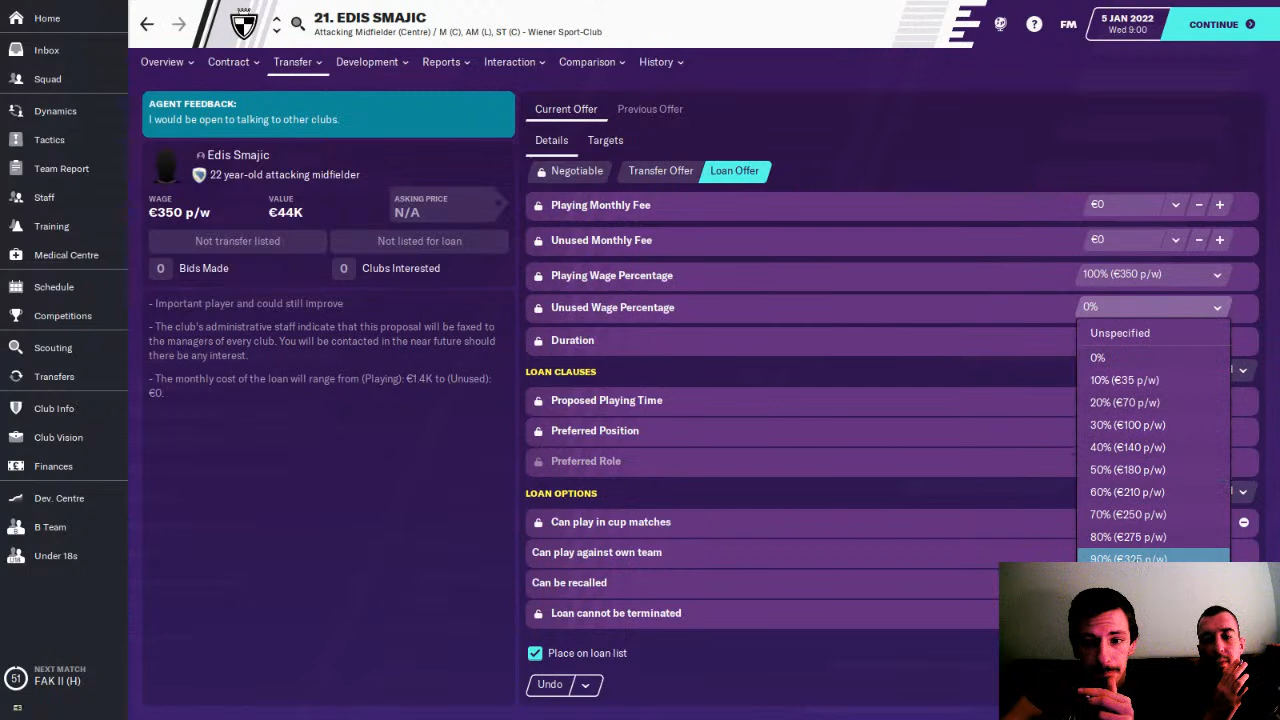 Home
Inbox
Squad
Dynamics
Tactics
Team Report
Staff
Training
Medical Centre
Schedule
Competitions
Scouting
Transfers
Club Info
Club Vision
Finances
Dev. Centre
B Team
Under 18s
51
NEXT MATCH
FAK II (H)
21. EDIS SMAJIC
Attacking Midfielder (Centre) / M (C), AM (L), ST (C) - Wiener Sport-Club
FM
5 JAN 2022
Wed 9:00
CONTINUE
Overview
Contract
Transfer
Development
Reports
Interaction
Comparison
History
AGENT FEEDBACK:
I would be open to talking to other clubs.
Edis Smajic
22 year-old attacking midfielder
WAGE
€350 p/w
VALUE
€44K
ASKING PRICE
N/A
Not transfer listed
Not listed for loan
0 Bids Made
0 Clubs Interested
- Important player and could still improve
- The club's administrative staff indicate that this proposal will be faxed
to the managers of every club. You will be contacted in the near future should
there be any interest.
- The monthly cost of the loan will range from (Playing): €1.4K to (Unused):
€0.
Current Offer
Previous Offer
Details
Targets
Negotiable
Transfer Offer
Loan Offer
Playing Monthly Fee
€0
Unused Monthly Fee
€0
Playing Wage Percentage
100% (€350 p/w)
Unused Wage Percentage
0%
Duration
LOAN CLAUSES
Proposed Playing Time
Preferred Position
Preferred Role
LOAN OPTIONS
Can play in cup matches
Can play against own team
Can be recalled
Loan cannot be terminated
Place on loan list
Undo
Unspecified
0%
10% (€35 p/w)
20% (€70 p/w)
30% (€100 p/w)
40% (€140 p/w)
50% (€180 p/w)
60% (€210 p/w)
70% (€250 p/w)
80% (€275 p/w)
90% (€325 p/w)